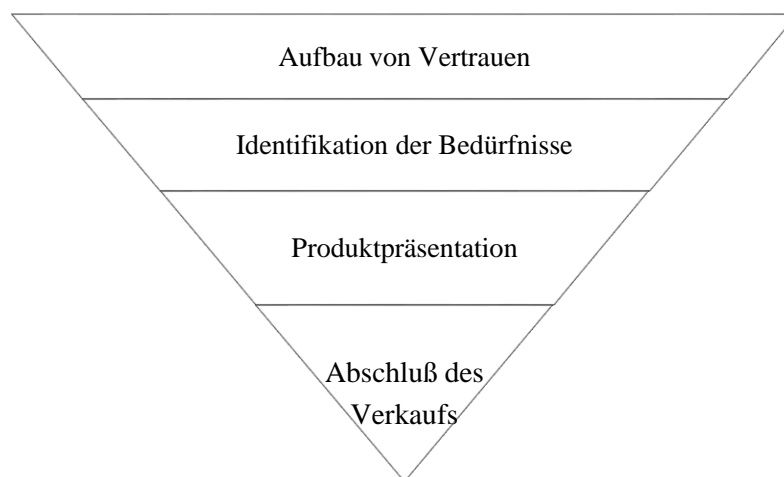 Aufbau von Vertrauen
Identifikation der Bedürfnisse
Produktpräsentation
Abschluß des
Verkaufs